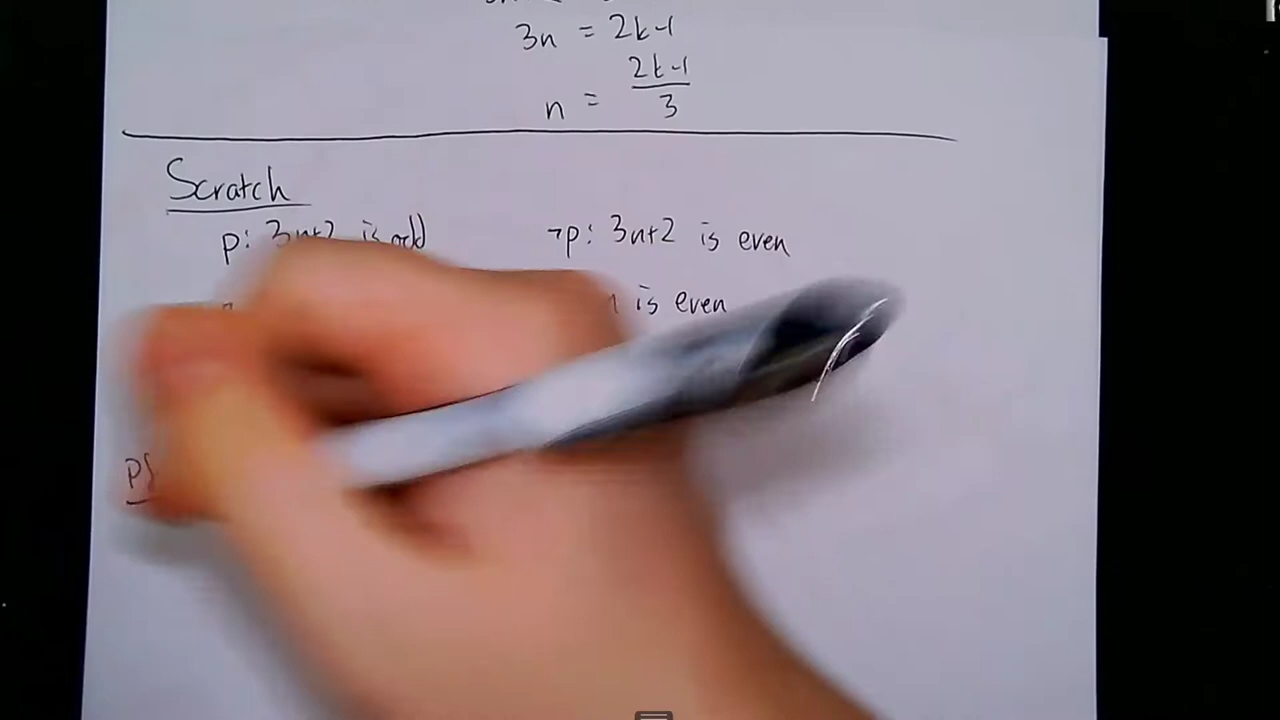 3n = 2k-1
2k-1
n = 3
Scratch
p: 3n+2 is odd ¬p: 3n+2 is even
is even